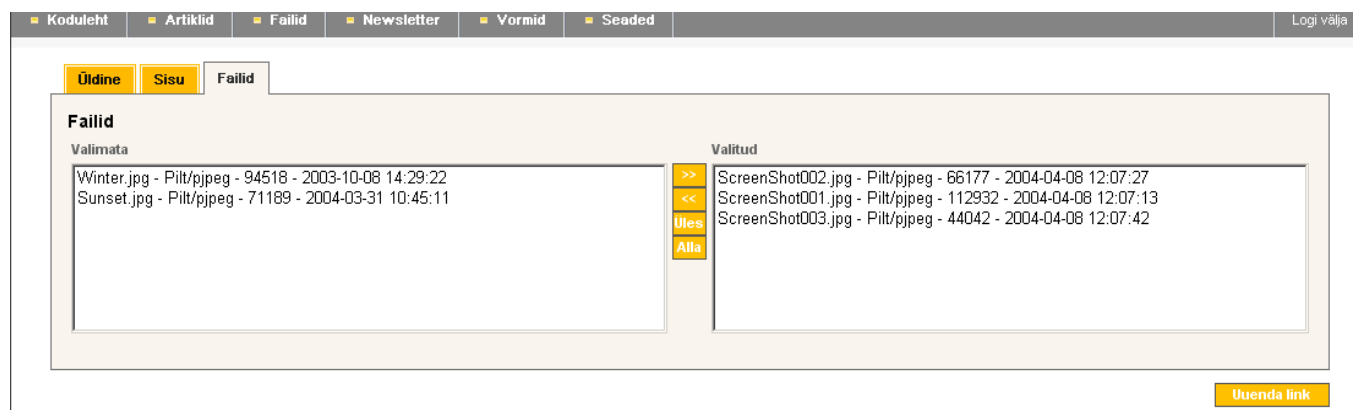 Koduleht Artiklid Failid Newsletter Vormid Seaded Logi välja
Üldine Sisu Failid
Failid
Valimata
Winter.jpg - Pilt/pjpeg - 94518 - 2003-10-08 14:29:22
Sunset.jpg - Pilt/pjpeg - 71189 - 2004-03-31 10:45:11
>>
<<
Üles
Alla
Valitud
ScreenShot002.jpg - Pilt/pjpeg - 66177 - 2004-04-08 12:07:27
ScreenShot001.jpg - Pilt/pjpeg - 112932 - 2004-04-08 12:07:13
ScreenShot003.jpg - Pilt/pjpeg - 44042 - 2004-04-08 12:07:42
Uuenda link